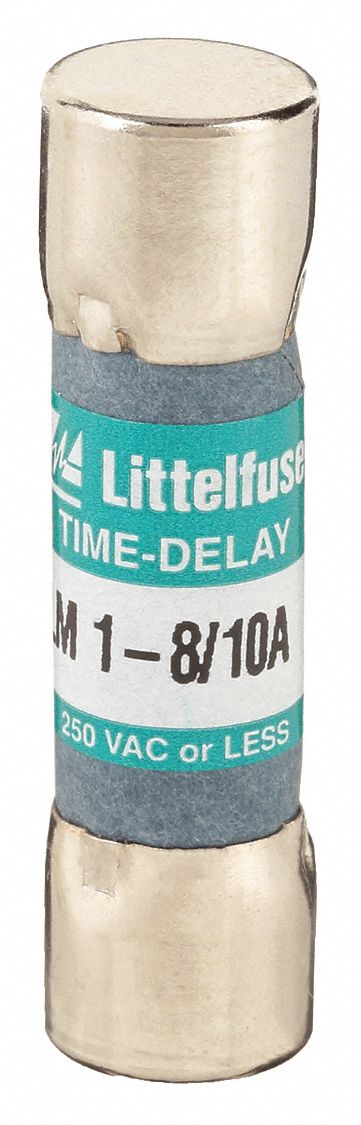 Littelfuse
TIME-DELAY
LM 1-8/10A
250 VAC or LESS